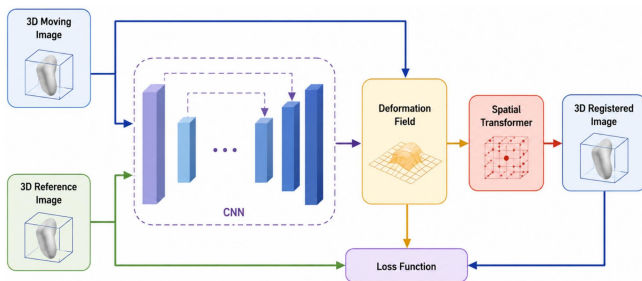 3D Moving
Image
3D Reference
Image
CNN
Deformation
Field
Spatial
Transformer
3D Registered
Image
Loss Function